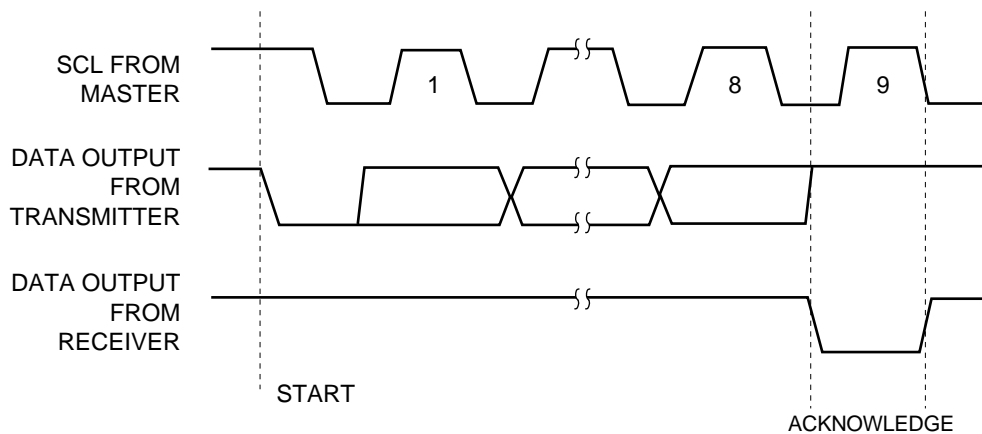 SCL FROM
MASTER
1
8
9
DATA OUTPUT
FROM
TRANSMITTER
DATA OUTPUT
FROM
RECEIVER
START
ACKNOWLEDGE